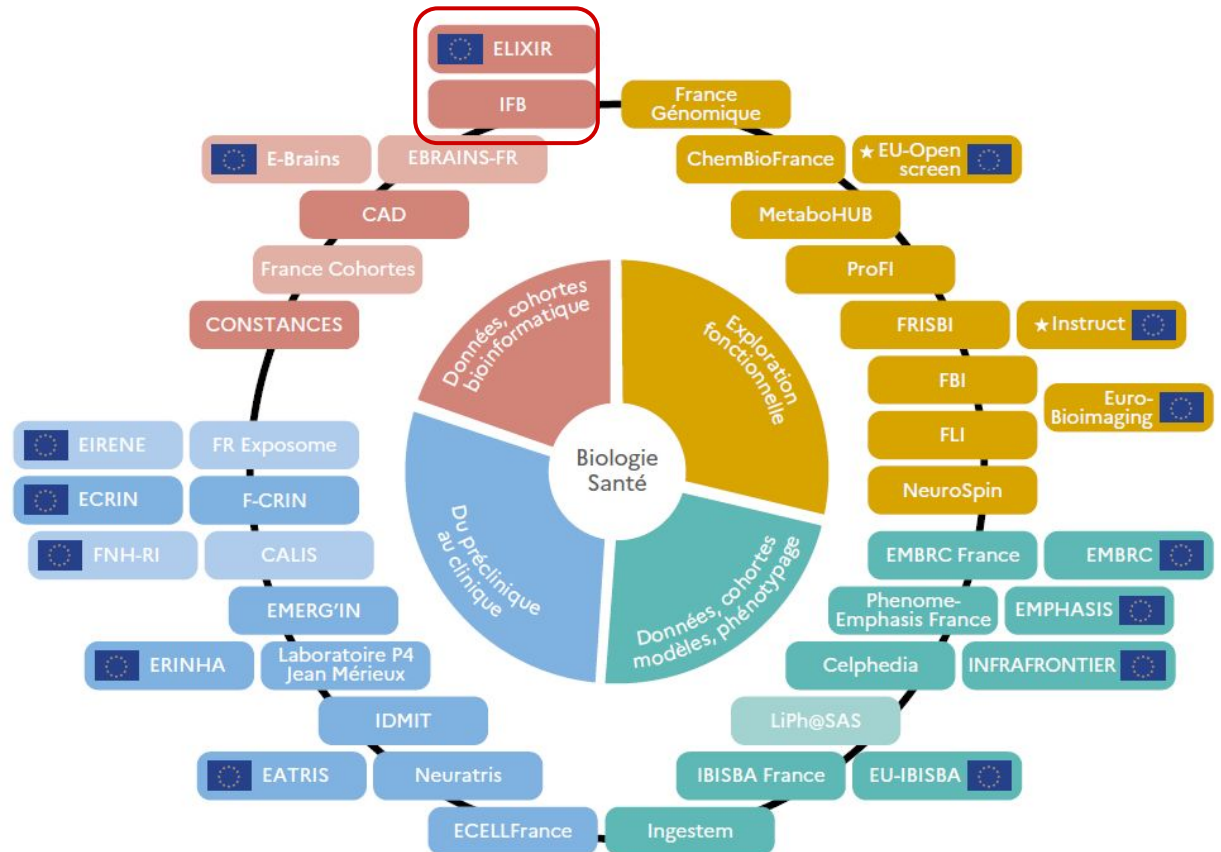 ELIXIR
IFB
France
Génomique
E-Brains
EBRAINS-FR
ChemBioFrance
★ EU-Open
screen
CAD
MetaboHUB
France Cohortes
ProFI
CONSTANCES
FRISBI
★ Instruct
FBI
Euro-
Bioimaging
FLI
NeuroSpin
Données, cohortes
bioinformatique
Exploration
fonctionnelle
Biologie
Santé
Du préclinique
au clinique
Données, cohortes
modèles, phénotypage
EIRENE
FR Exposome
ECRIN
F-CRIN
FNH-RI
CALIS
EMBRC France
EMBRC
EMERG'IN
Phenome-
Emphasis France
EMPHASIS
ERINHA
Laboratoire P4
Jean Mérieux
Celphedia
INFRAFRONTIER
IDMIT
LiPh@SAS
EATRIS
Neuratris
IBISBA France
EU-IBISBA
ECELLFrance
Ingestem